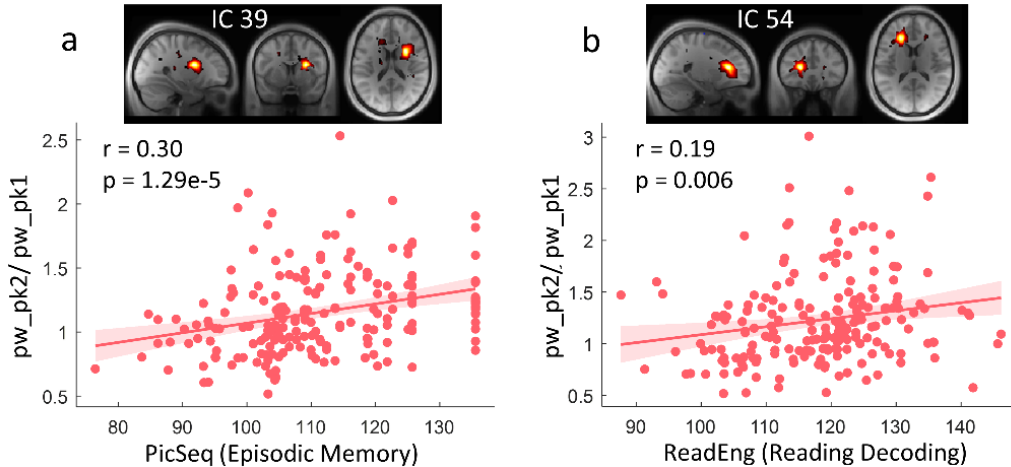 a
IC 39
r = 0.30
p = 1.29e-5
pw_pk2/ pw_pk1
2.5
2
1.5
1
0.5
80
90
100
110
120
130
PicSeq (Episodic Memory)
b
IC 54
r = 0.19
p = 0.006
pw_pk2/ pw_pk1
3
2.5
2
1.5
1
0.5
90
100
110
120
130
140
ReadEng (Reading Decoding)